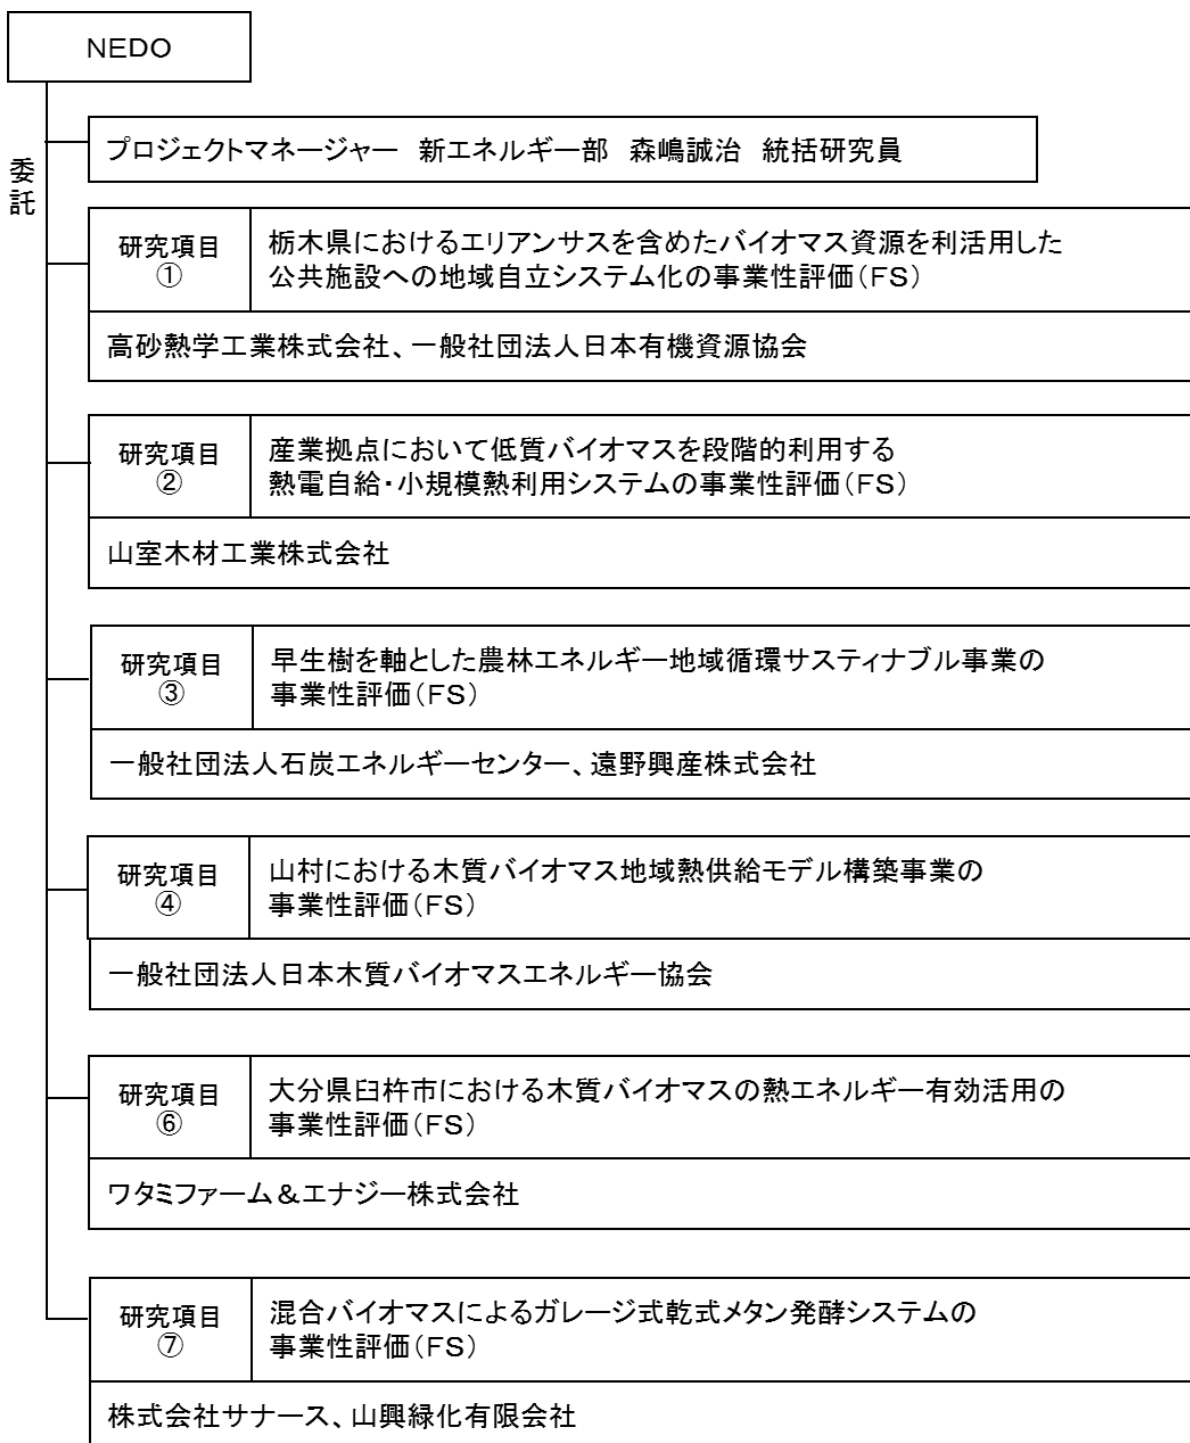 NEDO
委託
プロジェクトマネージャー 新エネルギー部 森嶋誠治 統括研究員
研究項目
①
栃木県におけるエリアンサスを含めたバイオマス資源を利活用した
公共施設への地域自立システム化の事業性評価(FS)
高砂熱学工業株式会社、一般社団法人日本有機資源協会
研究項目
②
産業拠点において低質バイオマスを段階的利用する
熱電自給・小規模熱利用システムの事業性評価(FS)
山室木材工業株式会社
研究項目
③
早生樹を軸とした農林エネルギー地域循環サスティナブル事業の
事業性評価(FS)
一般社団法人石炭エネルギーセンター、遠野興産株式会社
研究項目
④
山村における木質バイオマス地域熱供給モデル構築事業の
事業性評価(FS)
一般社団法人日本木質バイオマスエネルギー協会
研究項目
⑥
大分県臼杵市における木質バイオマスの熱エネルギー有効活用の
事業性評価(FS)
ワタミファーム&エナジー株式会社
研究項目
⑦
混合バイオマスによるガレージ式乾式メタン発酵システムの
事業性評価(FS)
株式会社サナース、山興緑化有限会社